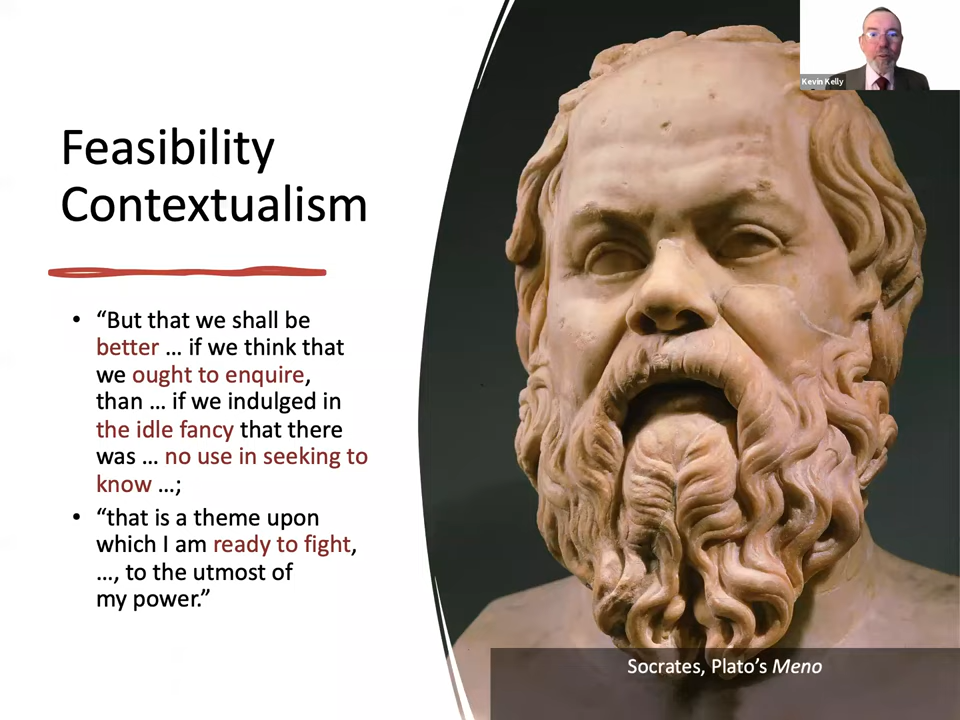 Kevin Kelly
Feasibility
Contextualism
• “But that we shall be
better ... if we think that
we ought to enquire,
than ... if we indulged in
the idle fancy that there
was ... no use in seeking to
know ...;
• “that is a theme upon
which I am ready to fight,
..., to the utmost of
my power.”
Socrates, Plato’s Meno